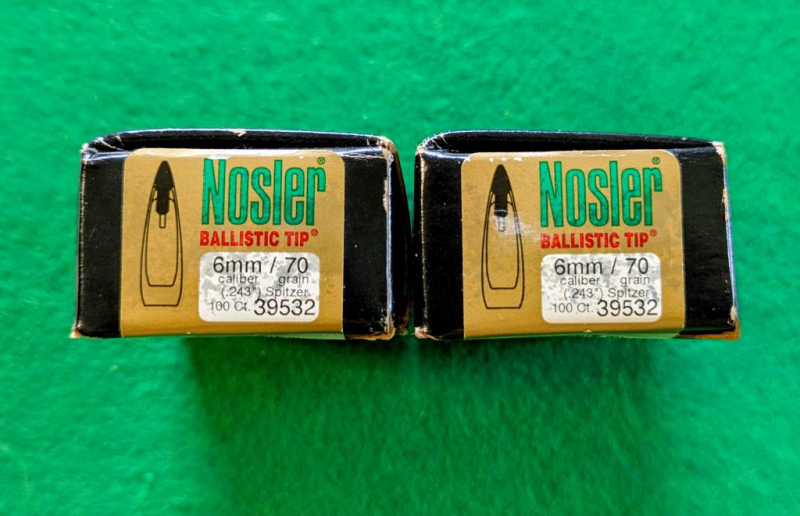 Nosler®
BALLISTIC TIP®
6mm / 70
caliber grain
(.243") Spitzer
100 Ct. 39532
Nosler®
BALLISTIC TIP®
6mm / 70
caliber grain
(.243") Spitzer
100 Ct. 39532